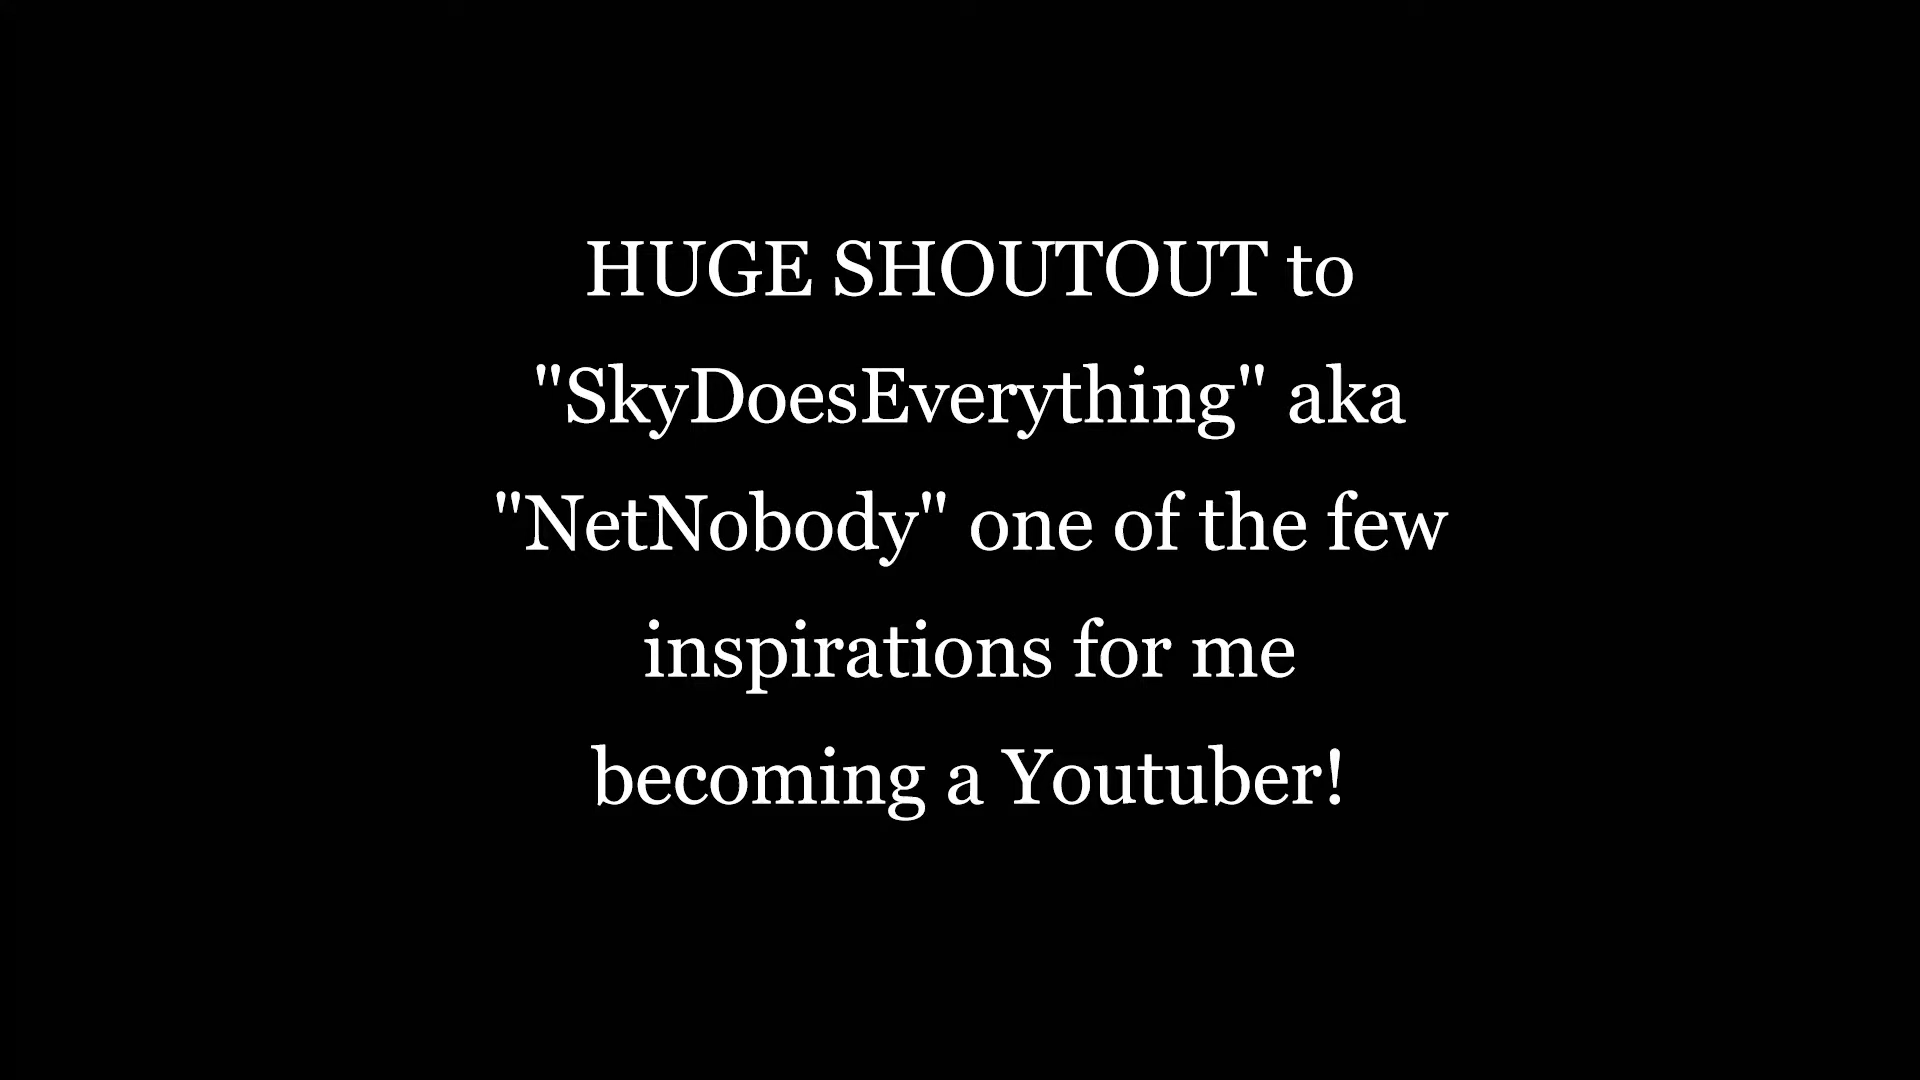 HUGE SHOUTOUT to
"SkyDoesEverything" aka
"NetNobody" one of the few
inspirations for me
becoming a Youtuber!